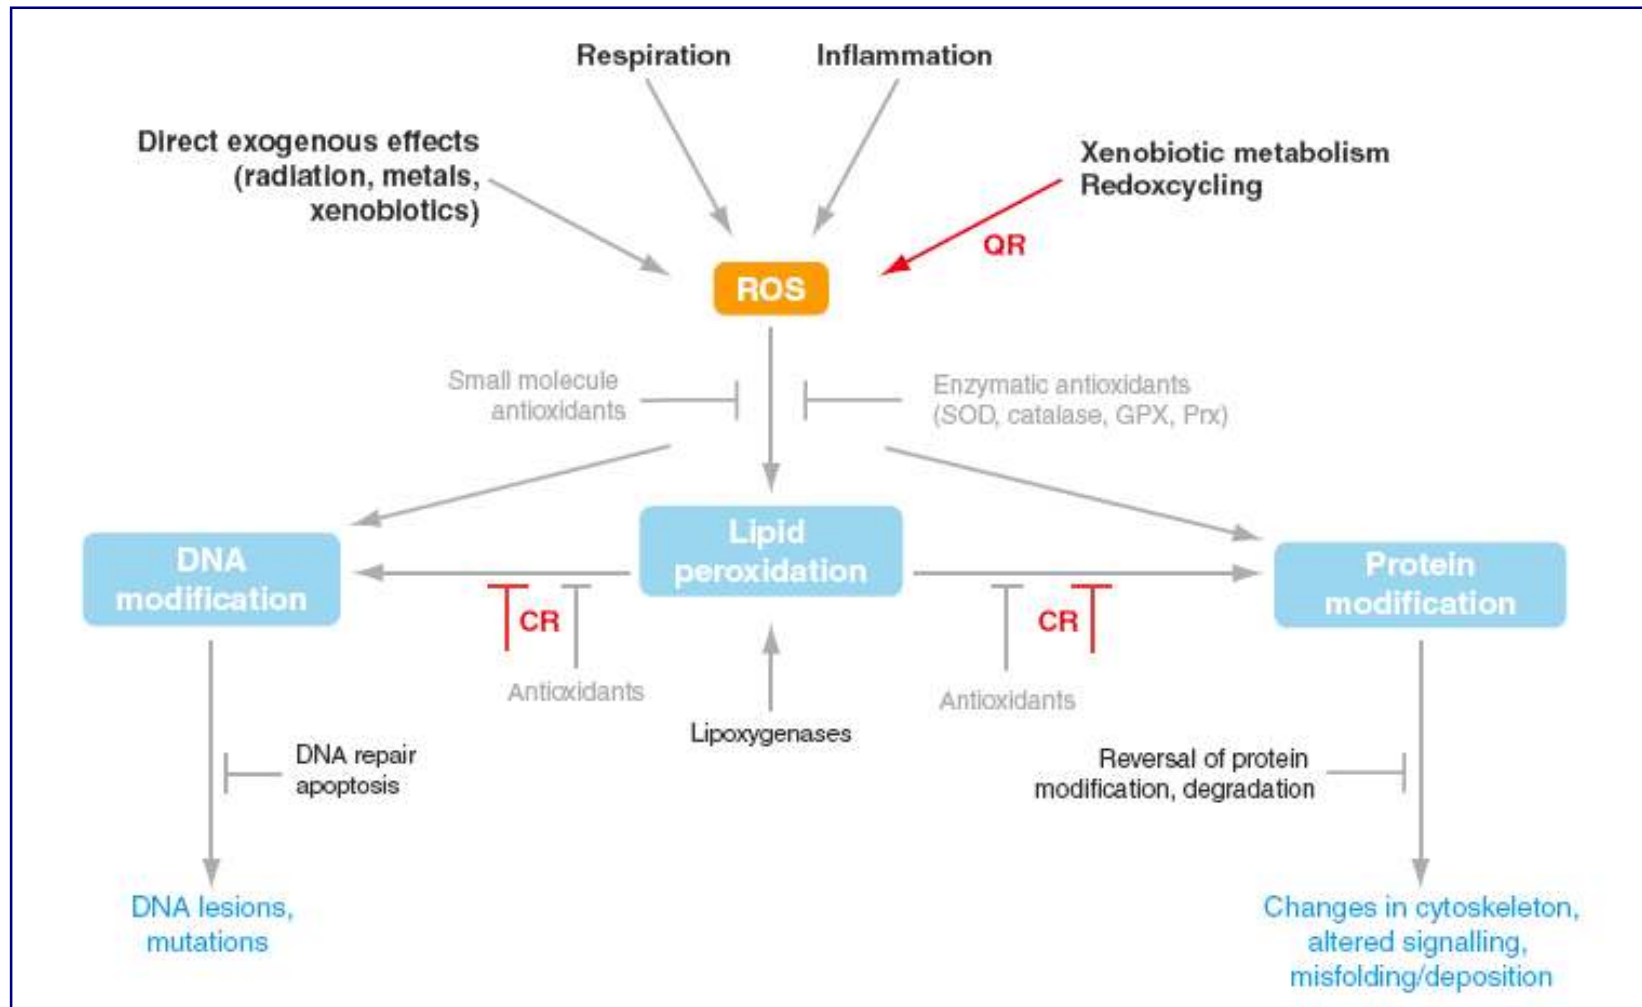 Respiration
Inflammation
Direct exogenous effects
(radiation, metals,
xenobiotics)
Xenobiotic metabolism
Redoxcycling
QR
ROS
Small molecule
antioxidants
Enzymatic antioxidants
(SOD, catalase, GPX, Prx)
DNA
modification
Lipid
peroxidation
Protein
modification
CR
CR
Antioxidants
Antioxidants
Lipoxygenases
DNA repair
apoptosis
Reversal of protein
modification, degradation
DNA lesions,
mutations
Changes in cytoskeleton,
altered signalling,
misfolding/deposition